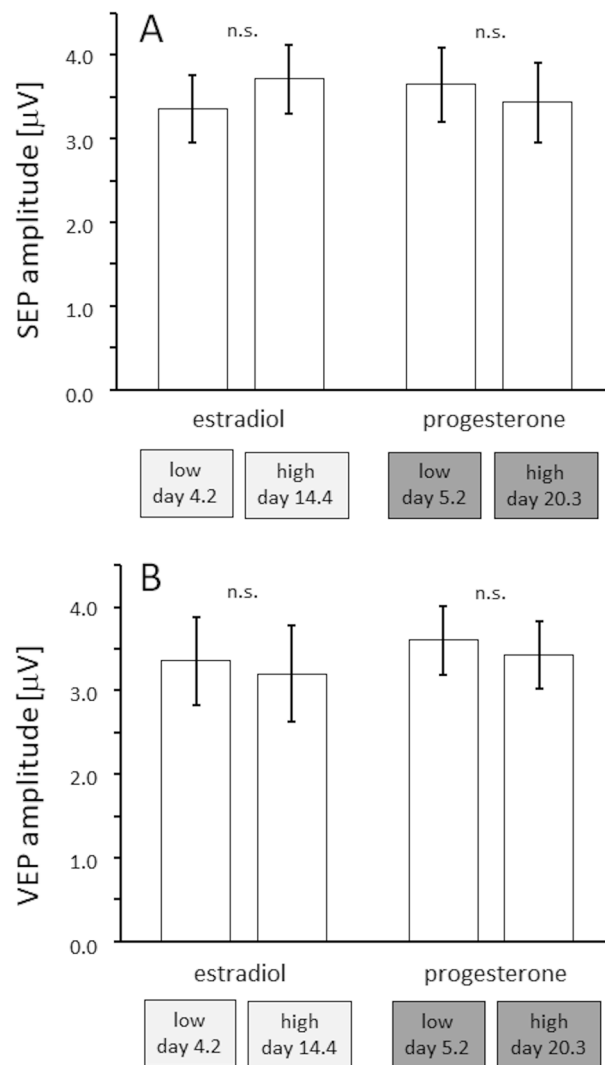 A
n.s.
n.s.
SEP amplitude [µV]
4.0
3.0
2.0
1.0
0.0
estradiol
progesterone
low
day 4.2
high
day 14.4
low
day 5.2
high
day 20.3
B
n.s.
n.s.
VEP amplitude [µV]
4.0
3.0
2.0
1.0
0.0
estradiol
progesterone
low
day 4.2
high
day 14.4
low
day 5.2
high
day 20.3